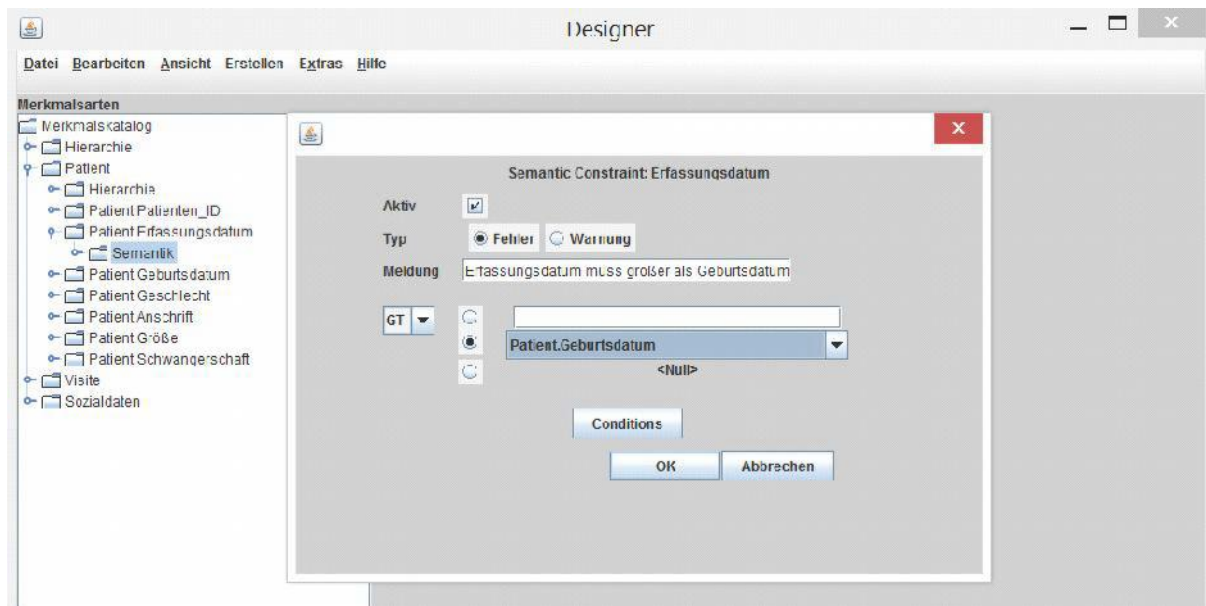 Designer
Datei Bearbeiten Ansicht Erstellen Extras Hilfe
Merkmalsarten
Merkmalskatalog
Hierarchie
Patient
Hierarchie
Patient.Patienten_ID
Patient.Erfassungsdatum
Semantik
Patient.Geburtsdatum
Patient.Geschlecht
Patient.Anschrift
Patient.Größe
Patient.Schwangerschaft
Visite
Sozialdaten
X
Semantic Constraint: Erfassungsdatum
Aktiv
Typ Fehler Warnung
Meldung Erfassungsdatum muss größer als Geburtsdatum
GT
Patient.Geburtsdatum
<Null>
Conditions
OK Abbrechen